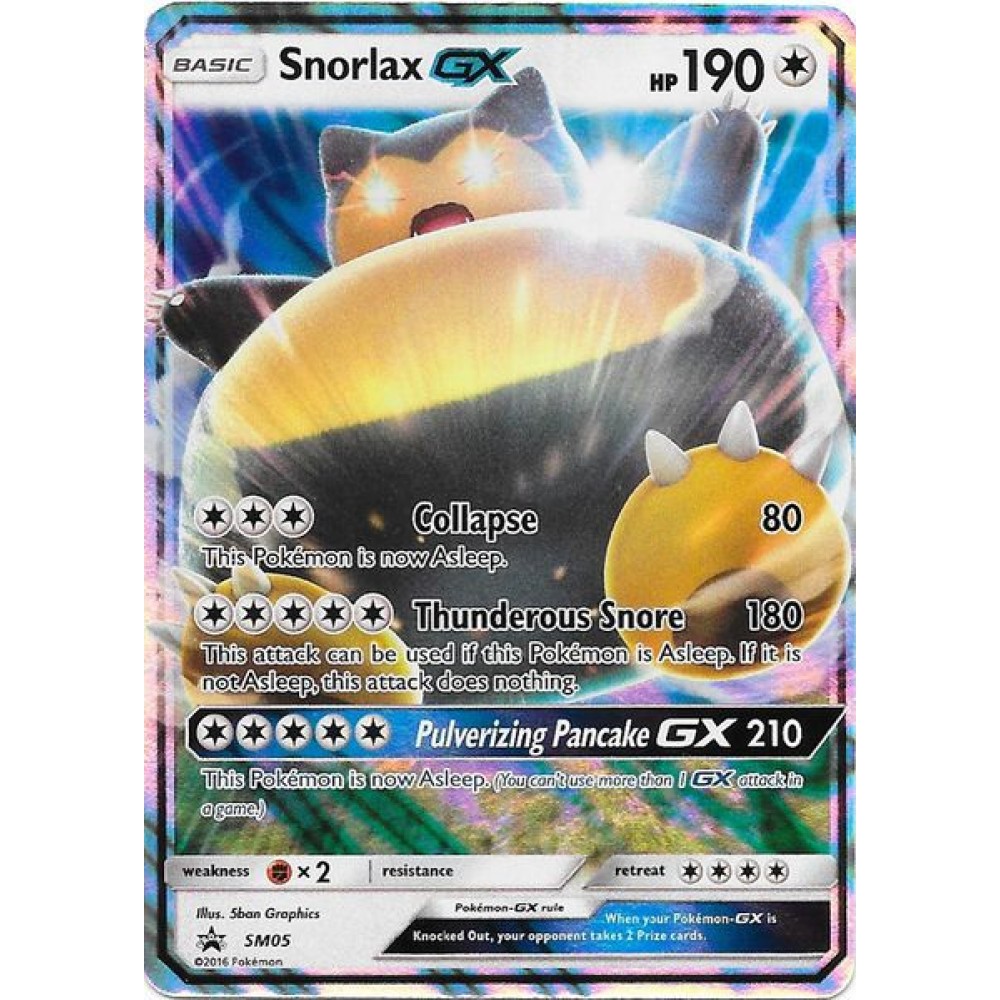 BASIC Snorlax GX HP 190
Collapse 80
This Pokémon is now Asleep.
Thunderous Snore 180
This attack can be used if this Pokémon is Asleep. If it is
not Asleep, this attack does nothing.
Pulverizing Pancake GX 210
This Pokémon is now Asleep. (You can't use more than 1 GX attack in
a game.)
weakness × 2 resistance retreat
Illus. 5ban Graphics
Pokémon-GX rule
When your Pokémon-GX is
Knocked Out, your opponent takes 2 Prize cards.
SM05
©2016 Pokémon